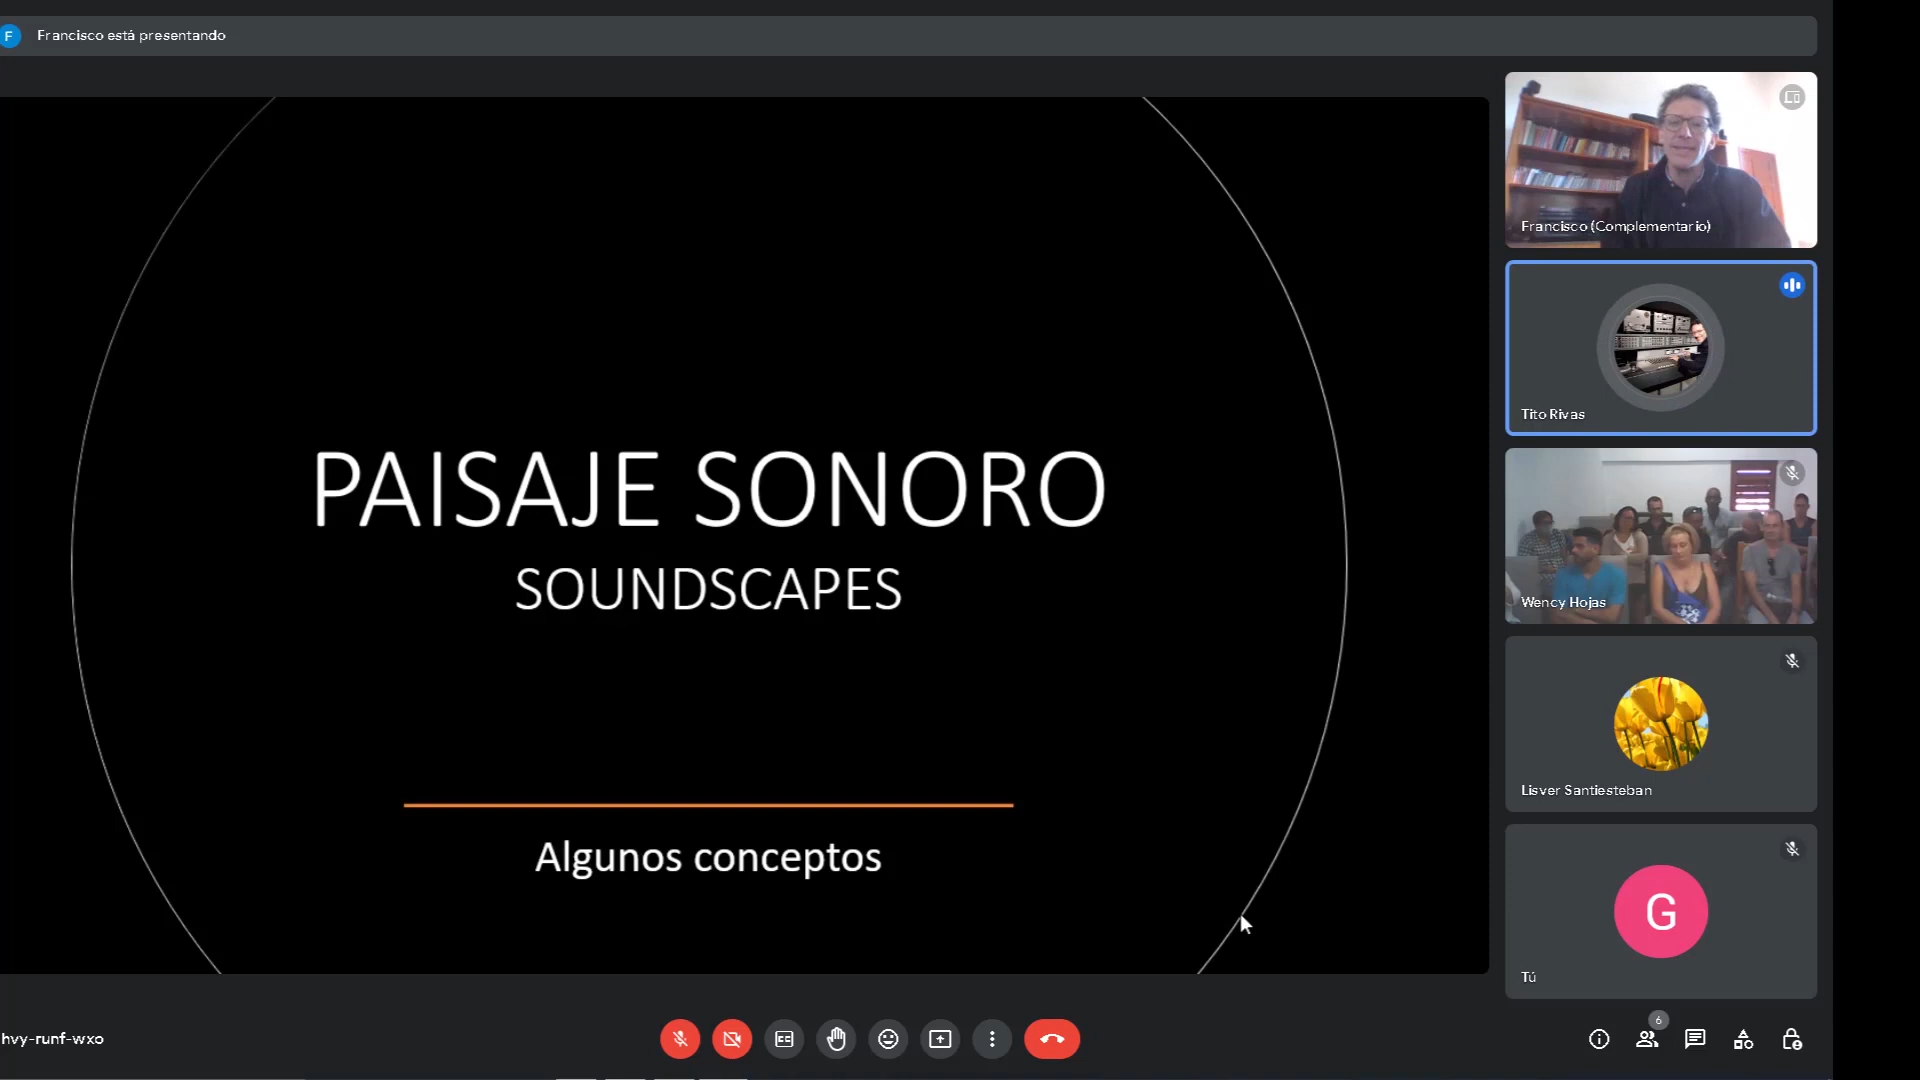 F Francisco está presentando
PAISAJE SONORO
SOUNDSCAPES
Algunos conceptos
Francisco (Complementario)
Tito Rivas
Wency Hojas
Lisver Santiesteban
G
Tú
hvy-runf-wxo
6